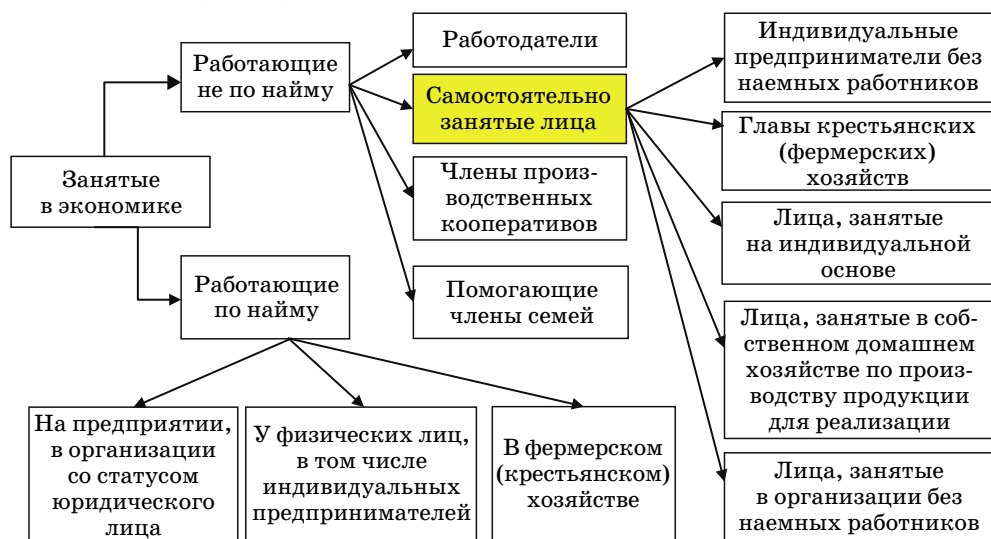 Занятые
в экономике
Работающие
не по найму
Работодатели
Самостоятельно
занятые лица
Члены произ-
водственных
кооперативов
Помогающие
члены семей
Индивидуальные
предприниматели без
наемных работников
Главы крестьянских
(фермерских)
хозяйств
Лица, занятые
на индивидуальной
основе
Лица, занятые в соб-
ственном домашнем
хозяйстве по произ-
водству продукции
для реализации
Лица, занятые
в организации без
наемных работников
Работающие
по найму
На предприятии,
в организации
со статусом
юридического
лица
У физических лиц,
в том числе
индивидуальных
предпринимателей
В фермерском
(крестьянском)
хозяйстве